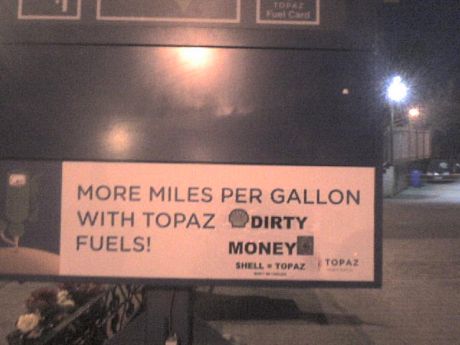 TOPAZ
Fuel Card
MORE MILES PER GALLON
WITH TOPAZ DIRTY
FUELS! MONEY
SHELL = TOPAZ
TOPAZ